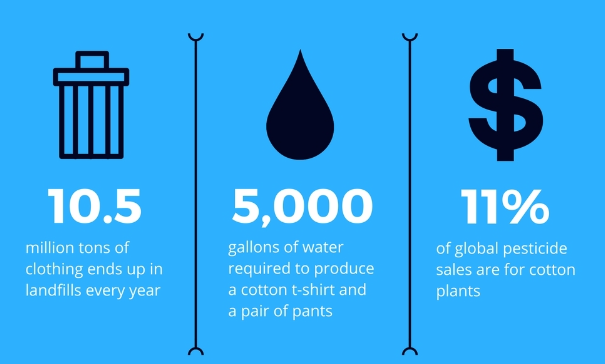 10.5
million tons of
clothing ends up in
landfills every year
5,000
gallons of water
required to produce
a cotton t-shirt and
a pair of pants
11%
of global pesticide
sales are for cotton
plants